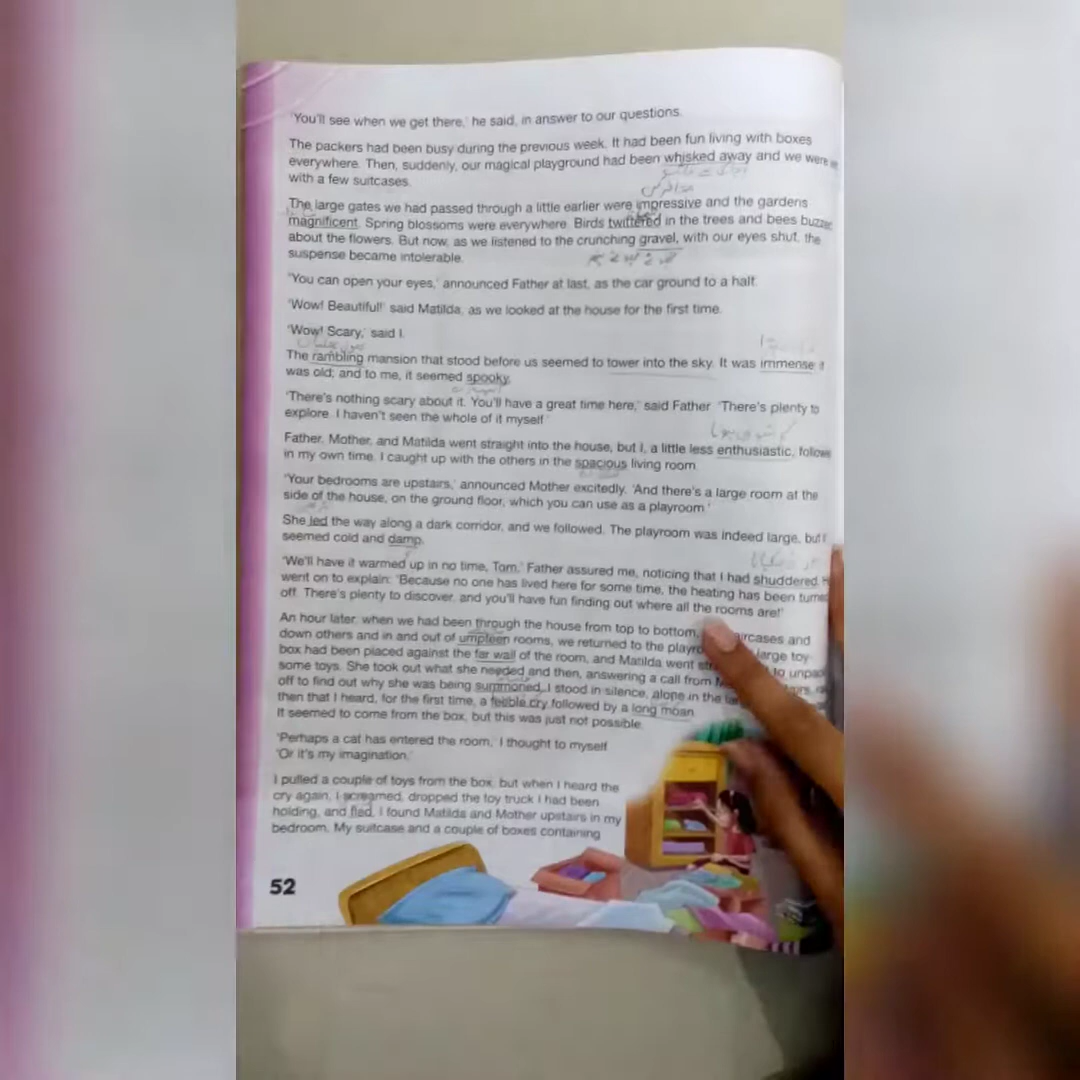 'You'll see when we get there,' he said, in answer to our questions.
The packers had been busy during the previous week. It had been fun living with boxes
everywhere. Then, suddenly, our magical playground had been whisked away and we were
with a few suitcases.
The large gates we had passed through a little earlier were impressive and the gardens
magnificent. Spring blossoms were everywhere. Birds twittered in the trees and bees buzzed
about the flowers. But now, as we listened to the crunching gravel, with our eyes shut, the
suspense became intolerable.
'You can open your eyes,' announced Father at last, as the car ground to a halt.
'Wow! Beautiful!' said Matilda, as we looked at the house for the first time.
'Wow! Scary,' said I.
The rambling mansion that stood before us seemed to tower into the sky. It was immense
was old; and to me, it seemed spooky.
'There's nothing scary about it. You'll have a great time here,' said Father. 'There's plenty to
explore. I haven't seen the whole of it myself.'
Father, Mother, and Matilda went straight into the house, but I, a little less enthusiastic, follow
in my own time. I caught up with the others in the spacious living room.
'Your bedrooms are upstairs,' announced Mother excitedly. 'And there's a large room at the
side of the house, on the ground floor, which you can use as a playroom.'
She led the way along a dark corridor, and we followed. The playroom was indeed large, but
seemed cold and damp.
'We'll have it warmed up in no time, Tom,' Father assured me, noticing that I had shuddered.
went on to explain: 'Because no one has lived here for some time, the heating has been turned
off. There's plenty to discover, and you'll have fun finding out where all the rooms are!'
An hour later, when we had been through the house from top to bottom, aircases and
down others and in and out of umpteen rooms, we returned to the playro large toy
box had been placed against the far wall of the room, and Matilda went to unpac
some toys. She took out what she needed and then, answering a call from
off to find out why she was being summoned. I stood in silence, alone in the
then that I heard, for the first time, a feeble cry followed by a long moan.
It seemed to come from the box, but this was just not possible.
'Perhaps a cat has entered the room,' I thought to myself.
'Or it's my imagination.'
I pulled a couple of toys from the box, but when I heard the
cry again, I screamed, dropped the toy truck I had been
holding, and fled. I found Matilda and Mother upstairs in my
bedroom. My suitcase and a couple of boxes containing
52